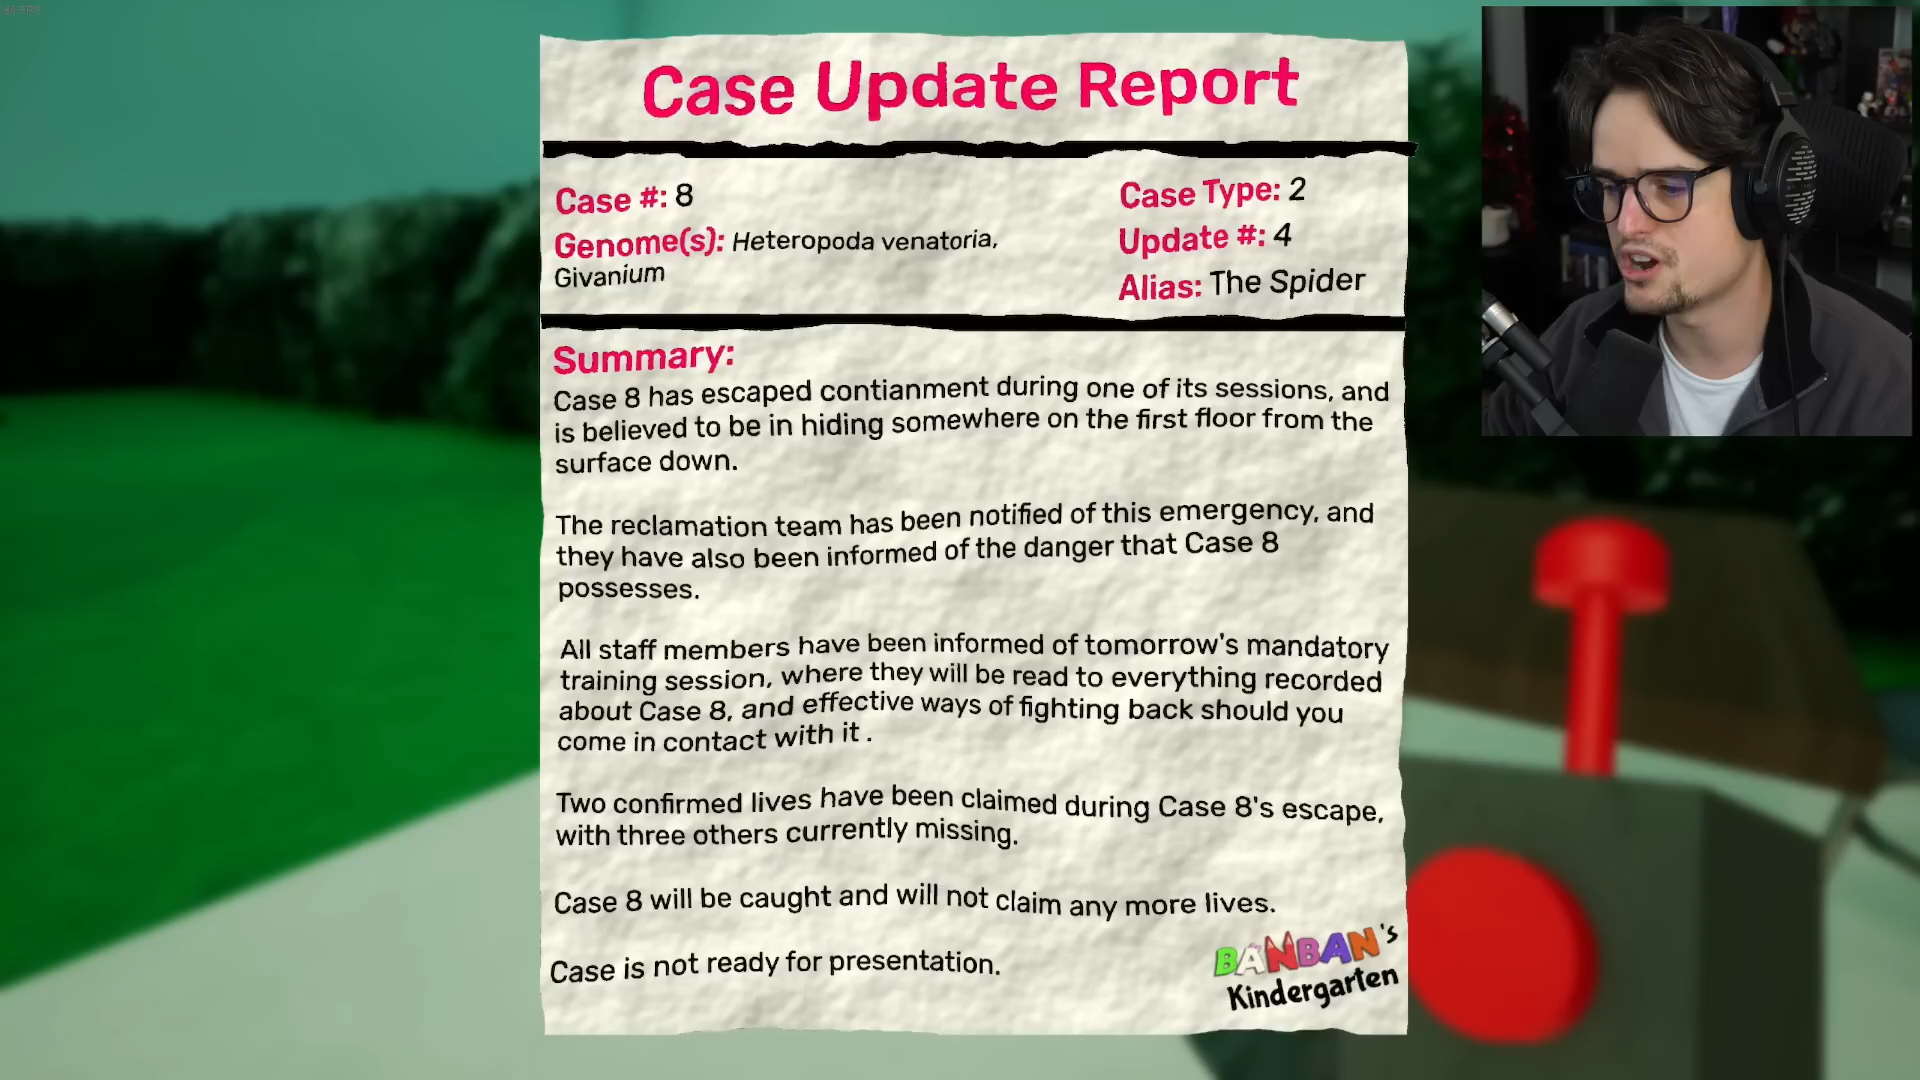 Case Update Report
Case #: 8
Genome(s): Heteropoda venatoria,
Givanium
Case Type: 2
Update #: 4
Alias: The Spider
Summary:
Case 8 has escaped contianment during one of its sessions, and
is believed to be in hiding somewhere on the first floor from the
surface down.
The reclamation team has been notified of this emergency, and
they have also been informed of the danger that Case 8
possesses.
All staff members have been informed of tomorrow's mandatory
training session, where they will be read to everything recorded
about Case 8, and effective ways of fighting back should you
come in contact with it .
Two confirmed lives have been claimed during Case 8's escape,
with three others currently missing.
Case 8 will be caught and will not claim any more lives.
Case is not ready for presentation.
BANBAN's
Kindergarten